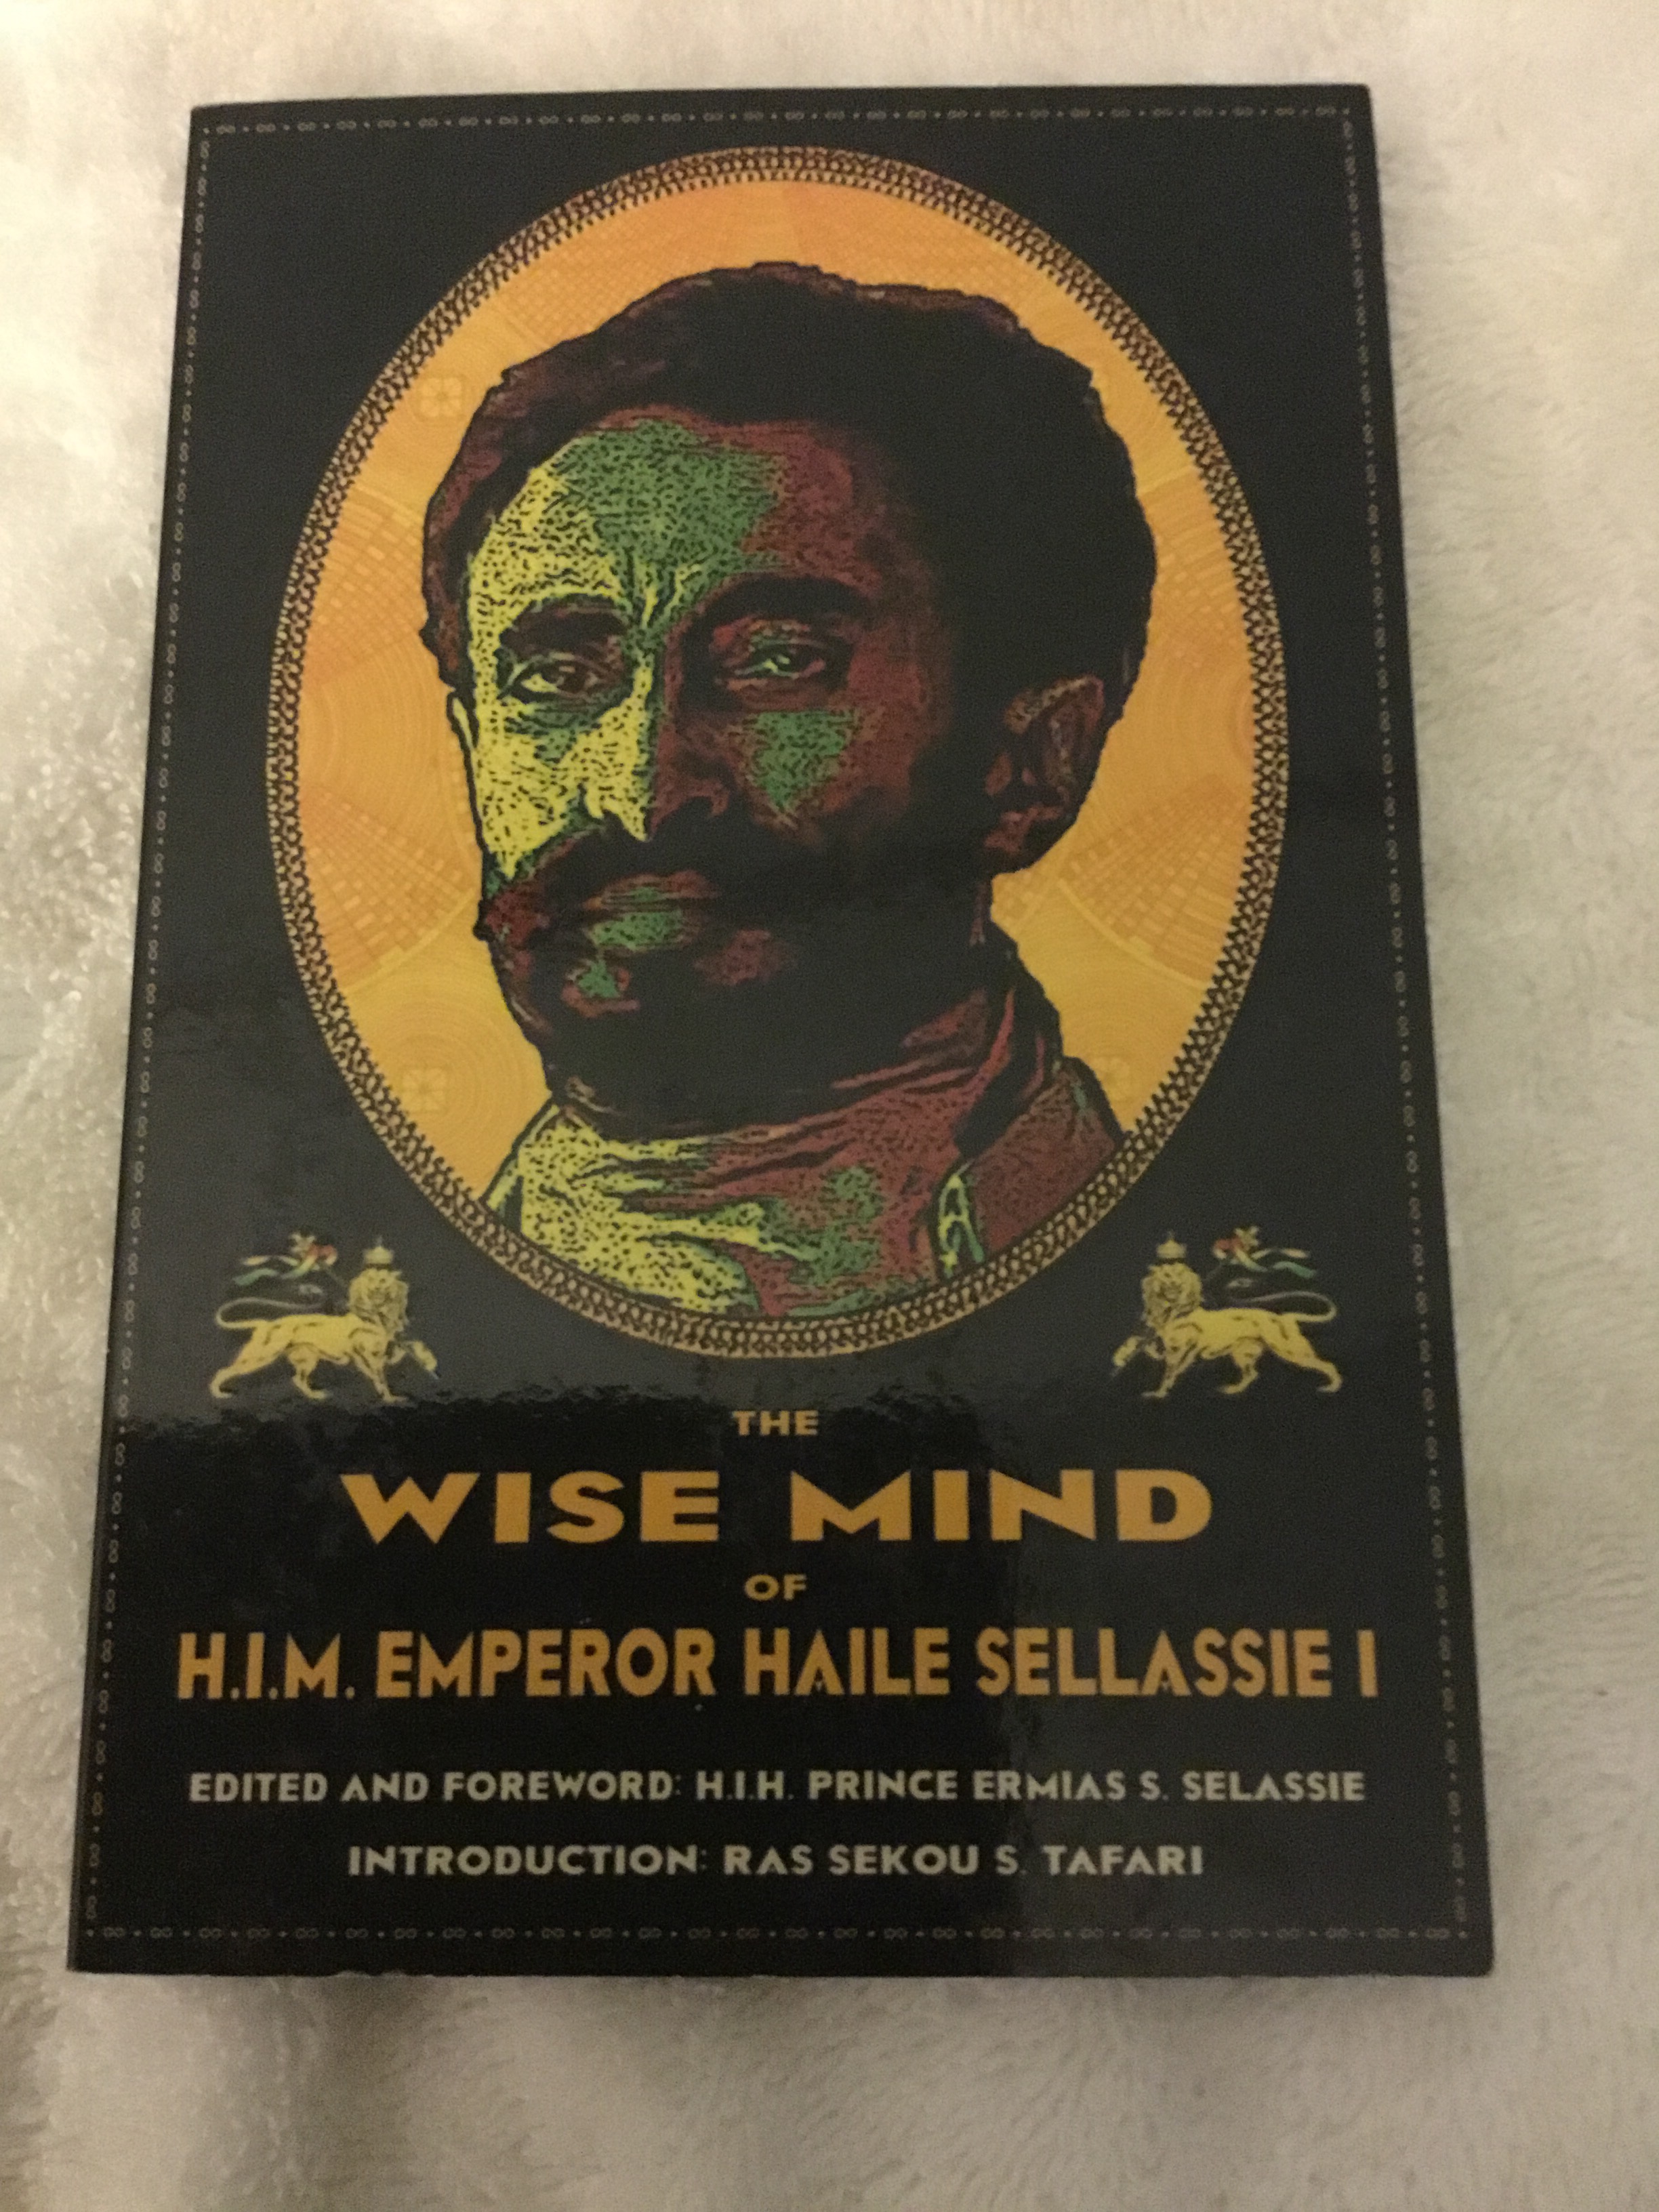 THE
WISE MIND
OF
H.I.M. EMPEROR HAILE SELLASSIE I
EDITED AND FOREWORD: H.I.H. PRINCE ERMIAS S. SELASSIE
INTRODUCTION: RAS SEKOU S. TAFARI